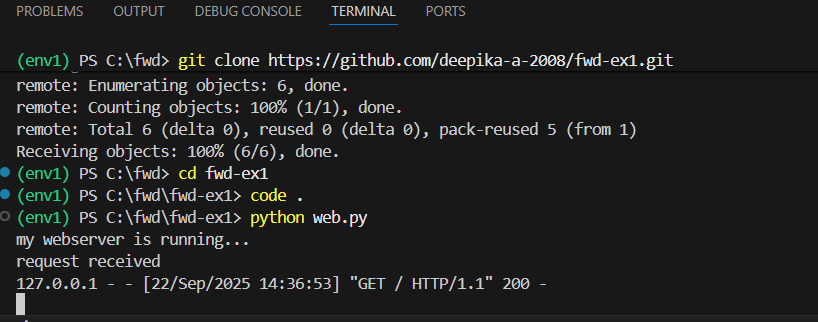 PROBLEMS OUTPUT DEBUG CONSOLE TERMINAL PORTS
(env1) PS C:\fwd> git clone https://github.com/deepika-a-2008/fwd-ex1.git
remote: Enumerating objects: 6, done.
remote: Counting objects: 100% (1/1), done.
remote: Total 6 (delta 0), reused 0 (delta 0), pack-reused 5 (from 1)
Receiving objects: 100% (6/6), done.
(env1) PS C:\fwd> cd fwd-ex1
(env1) PS C:\fwd\fwd-ex1> code .
(env1) PS C:\fwd\fwd-ex1> python web.py
my webserver is running...
request received
127.0.0.1 - - [22/Sep/2025 14:36:53] "GET / HTTP/1.1" 200 -